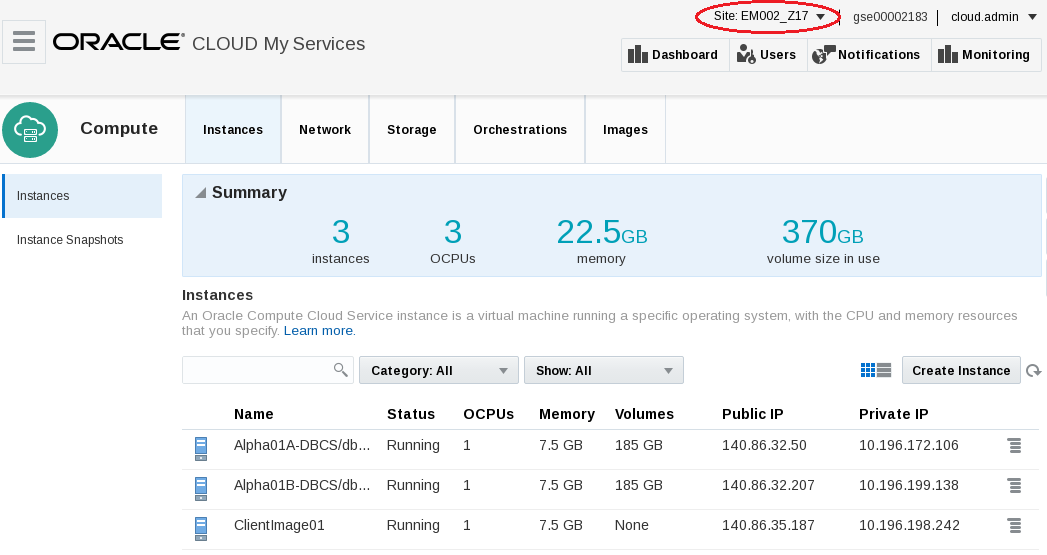 Site: EM002_Z17
gse00002183
cloud.admin
ORACLE® CLOUD My Services
Dashboard
Users
Notifications
Monitoring
Compute
Instances
Network
Storage
Orchestrations
Images
Instances
Instance Snapshots
Summary
3 3 22.5GB 370GB
instances OCPUs memory volume size in use
Instances
An Oracle Compute Cloud Service instance is a virtual machine running a specific operating system, with the CPU and memory resources
that you specify. Learn more.
Category: All
Show: All
Create Instance
Name Status OCPUs Memory Volumes Public IP Private IP
Alpha01A-DBCS/db... Running 1 7.5 GB 185 GB 140.86.32.50 10.196.172.106
Alpha01B-DBCS/db... Running 1 7.5 GB 185 GB 140.86.32.207 10.196.199.138
ClientImage01 Running 1 7.5 GB None 140.86.35.187 10.196.198.242